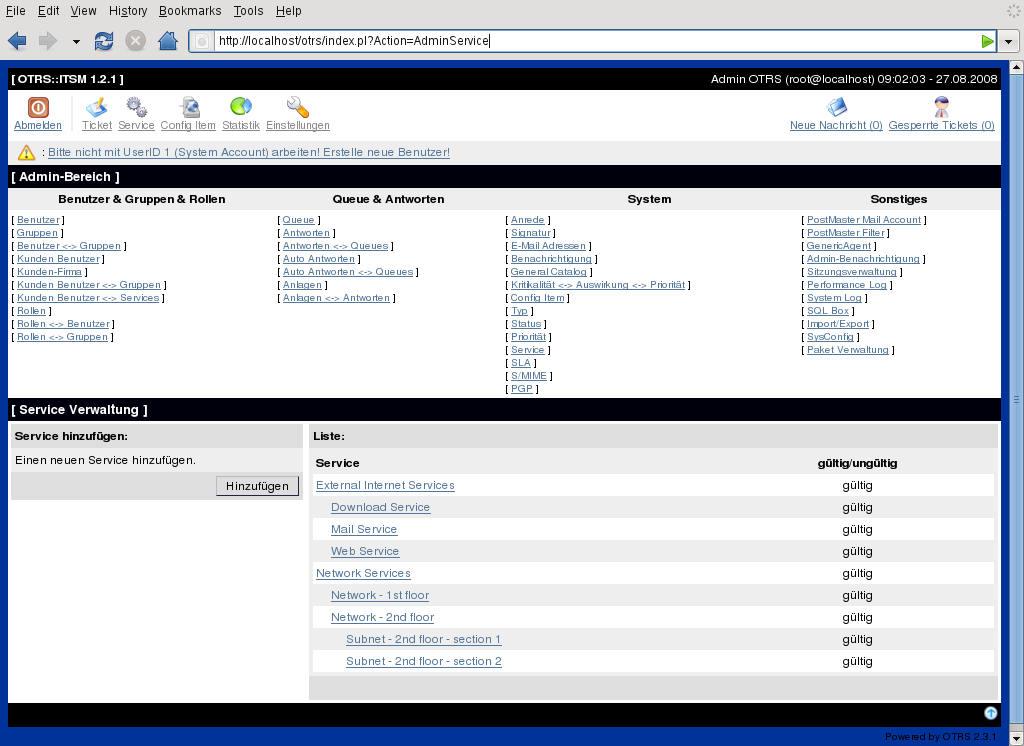 File Edit View History Bookmarks Tools Help
http://localhost/otrs/index.pl?Action=AdminService
[ OTRS::ITSM 1.2.1 ] Admin OTRS (root@localhost) 09:02:03 - 27.08.2008
Abmelden Ticket Service Config Item Statistik Einstellungen Neue Nachricht (0) Gesperrte Tickets (0)
: Bitte nicht mit UserID 1 (System Account) arbeiten! Erstelle neue Benutzer!
[ Admin-Bereich ]
Benutzer & Gruppen & Rollen Queue & Antworten System Sonstiges
[ Benutzer ] [ Queue ] [ Anrede ] [ PostMaster Mail Account ]
[ Gruppen ] [ Antworten ] [ Signatur ] [ PostMaster Filter ]
[ Benutzer <-> Gruppen ] [ Antworten <-> Queues ] [ E-Mail Adressen ] [ GenericAgent ]
[ Kunden Benutzer ] [ Auto Antworten ] [ Benachrichtigung ] [ Admin-Benachrichtigung ]
[ Kunden-Firma ] [ Auto Antworten <-> Queues ] [ General Catalog ] [ Sitzungsverwaltung ]
[ Kunden Benutzer <-> Gruppen ] [ Anlagen ] [ Kritikalität <-> Auswirkung <-> Priorität ] [ Performance Log ]
[ Kunden Benutzer <-> Services ] [ Anlagen <-> Antworten ] [ Config Item ] [ System Log ]
[ Rollen ] [ Typ ] [ SQL Box ]
[ Rollen <-> Benutzer ] [ Status ] [ Import/Export ]
[ Rollen <-> Gruppen ] [ Priorität ] [ SysConfig ]
[ Service ] [ Paket Verwaltung ]
[ SLA ]
[ S/MIME ]
[ PGP ]
[ Service Verwaltung ]
Service hinzufügen: Liste:
Einen neuen Service hinzufügen. Service gültig/ungültig
Hinzufügen External Internet Services gültig
Download Service gültig
Mail Service gültig
Web Service gültig
Network Services gültig
Network - 1st floor gültig
Network - 2nd floor gültig
Subnet - 2nd floor - section 1 gültig
Subnet - 2nd floor - section 2 gültig
Powered by OTRS 2.3.1